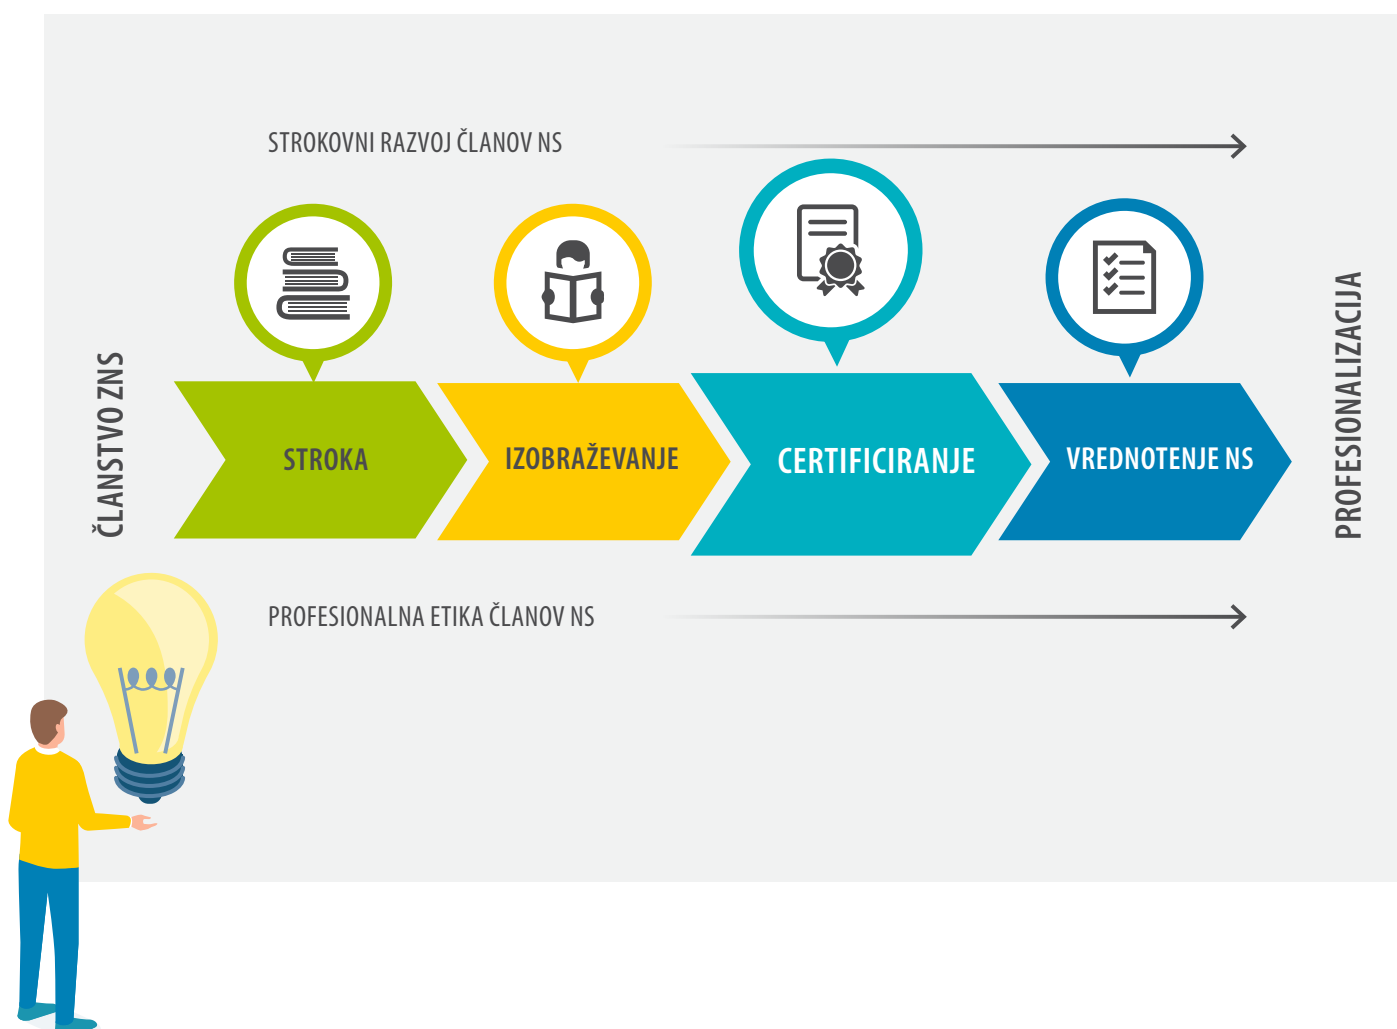 STROKOVNI RAZVOJ ČLANOV NS
ČLANSTVO ZNS
STROKA
IZOBRAŽEVANJE
CERTIFICIRANJE
VREDNOTENJE NS
PROFESIONALIZACIJA
PROFESIONALNA ETIKA ČLANOV NS